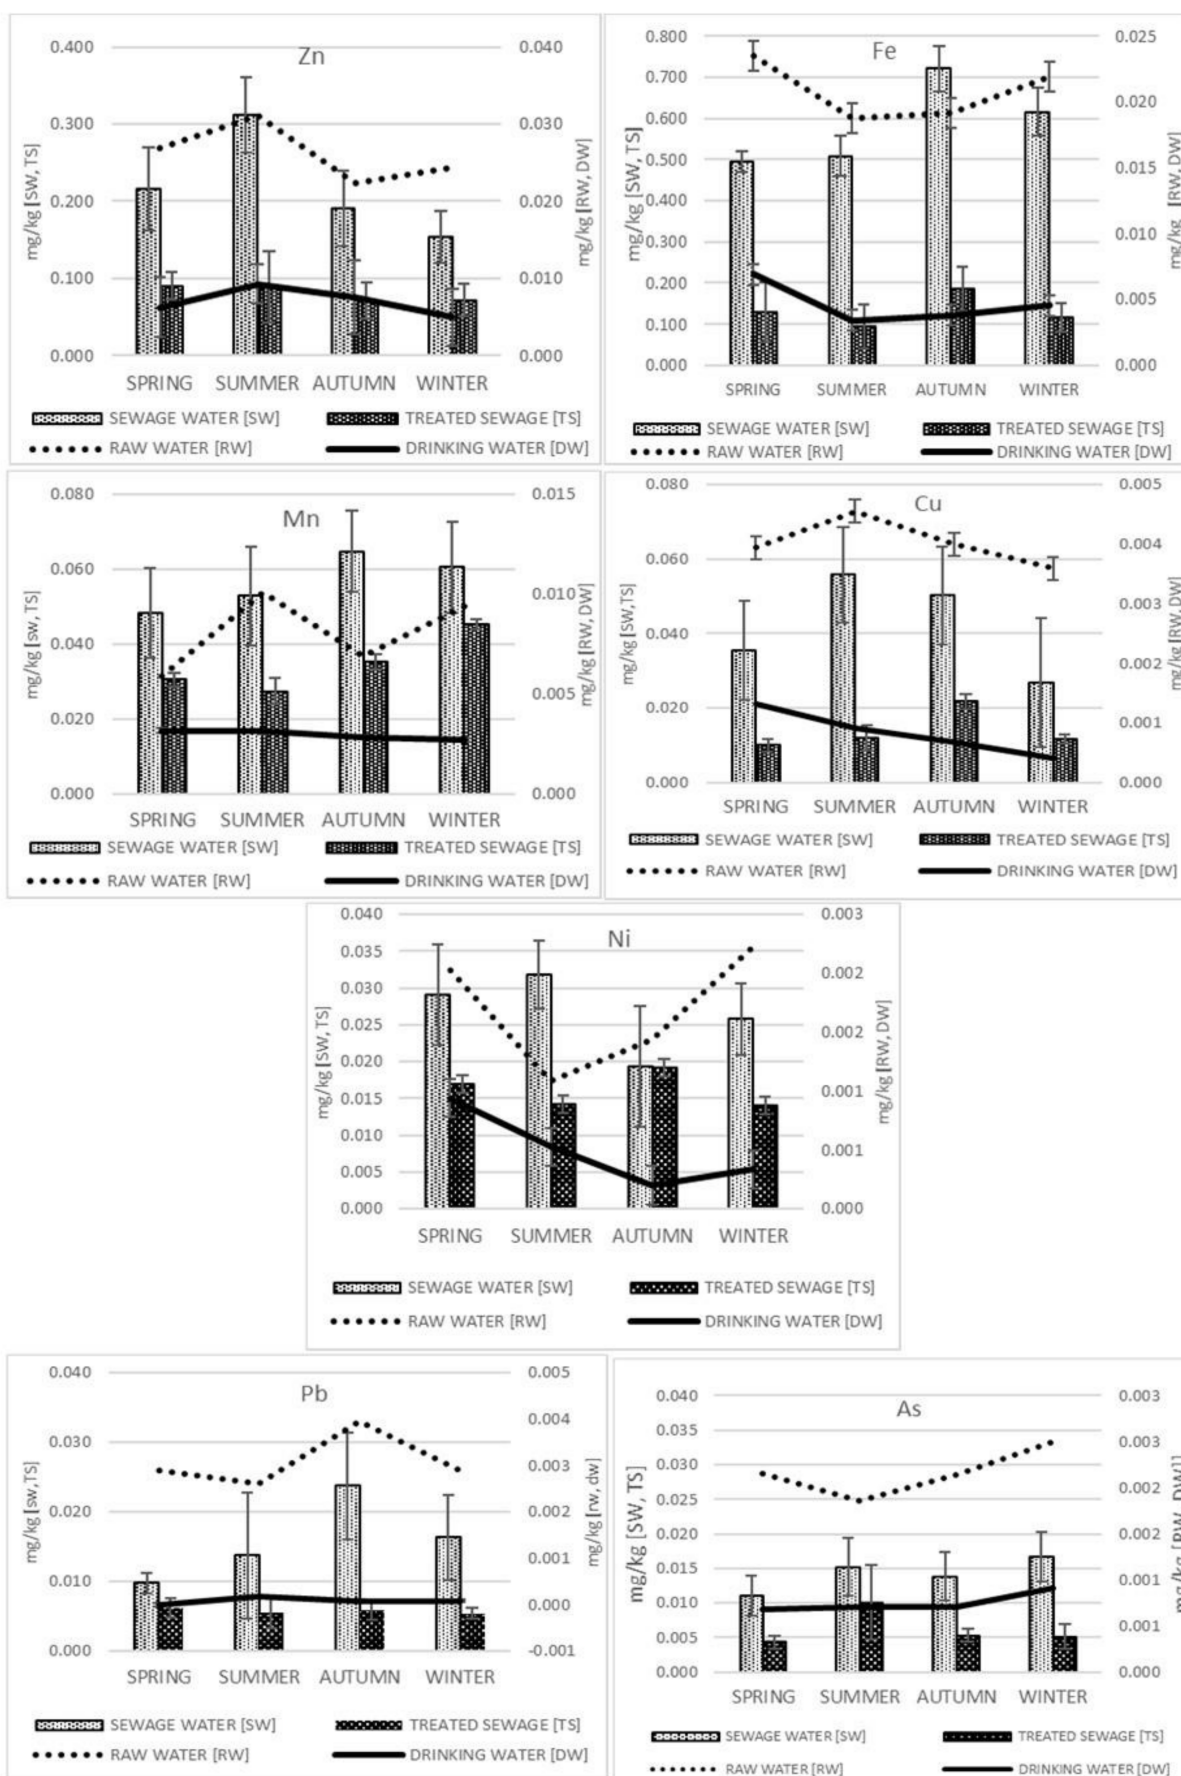 Zn
0.400 0.040
0.300 0.030
0.200 0.020
0.100 0.010
0.000 0.000
mg/kg [SW, TS]
mg/kg [RW, DW]
SPRING SUMMER AUTUMN WINTER
SEWAGE WATER [SW] TREATED SEWAGE [TS]
RAW WATER [RW] DRINKING WATER [DW]
Fe
0.800 0.025
0.700
0.600 0.020
0.500 0.015
0.400
0.300 0.010
0.200 0.005
0.100
0.000 0.000
mg/kg [SW, TS]
mg/kg [RW, DW]
SPRING SUMMER AUTUMN WINTER
SEWAGE WATER [SW] TREATED SEWAGE [TS]
RAW WATER [RW] DRINKING WATER [DW]
Mn
0.080 0.015
0.060 0.010
0.040
0.020 0.005
0.000 0.000
mg/kg [sw, TS]
mg/kg [RW, DW]
SPRING SUMMER AUTUMN WINTER
SEWAGE WATER [SW] TREATED SEWAGE [TS]
RAW WATER [RW] DRINKING WATER [DW]
Cu
0.080 0.005
0.060 0.004
0.040 0.003
0.002
0.020 0.001
0.000 0.000
mg/kg [SW,TS]
mg/kg [RW, DW]
SPRING SUMMER AUTUMN WINTER
SEWAGE WATER [SW] TREATED SEWAGE [TS]
RAW WATER [RW] DRINKING WATER [DW]
Ni
0.040 0.003
0.035
0.030 0.002
0.025 0.002
0.020
0.015 0.001
0.010 0.001
0.005
0.000 0.000
mg/kg [SW, TS]
mg/kg [RW, DW]
SPRING SUMMER AUTUMN WINTER
SEWAGE WATER [SW] TREATED SEWAGE [TS]
RAW WATER [RW] DRINKING WATER [DW]
Pb
0.040 0.005
0.004
0.030 0.003
0.020 0.002
0.001
0.010 0.000
0.000 -0.001
mg/kg [sw,TS]
mg/kg [rw, dw]
SPRING SUMMER AUTUMN WINTER
SEWAGE WATER [SW] TREATED SEWAGE [TS]
RAW WATER [RW] DRINKING WATER [DW]
As
0.040 0.003
0.035 0.003
0.030
0.025 0.002
0.020 0.002
0.015 0.001
0.010 0.001
0.005
0.000 0.000
mg/kg [SW, TS]
mg/kg [RW, DW]]
SPRING SUMMER AUTUMN WINTER
SEWAGE WATER [SW] TREATED SEWAGE [TS]
RAW WATER [RW] DRINKING WATER [DW]